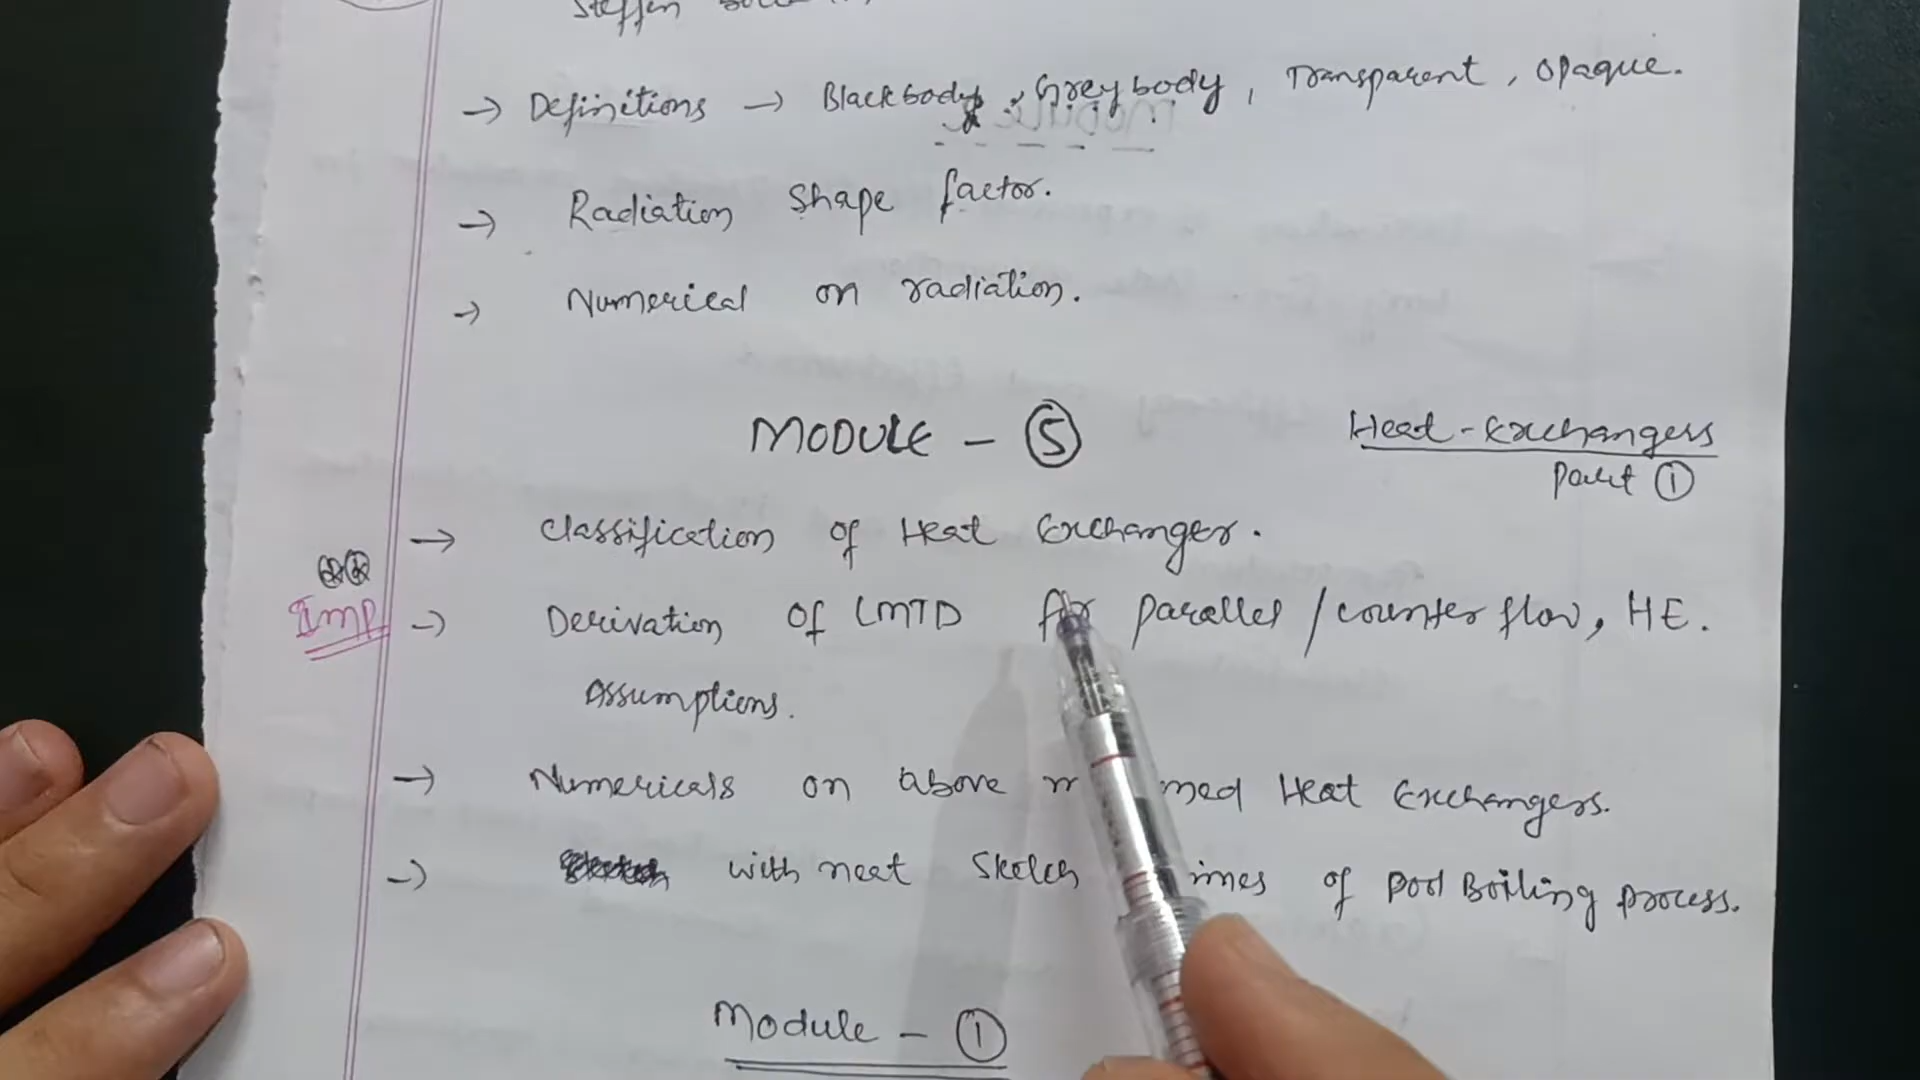 Steffen
→ Definitions → Blackbody, Greybody, Transparent, Opaque.
→ Radiation Shape factor.
→ Numerical on radiation.
MODULE - 5
Heat-Exchangers
Part 1
→ Classification of Heat Exchanger.
Imp → Derivation of LMTD for parallel/counter flow, HE.
Assumptions.
→ Numericals on above Heat Exchangers.
→ with neat Sketch of pool Boiling process.
Module - 1